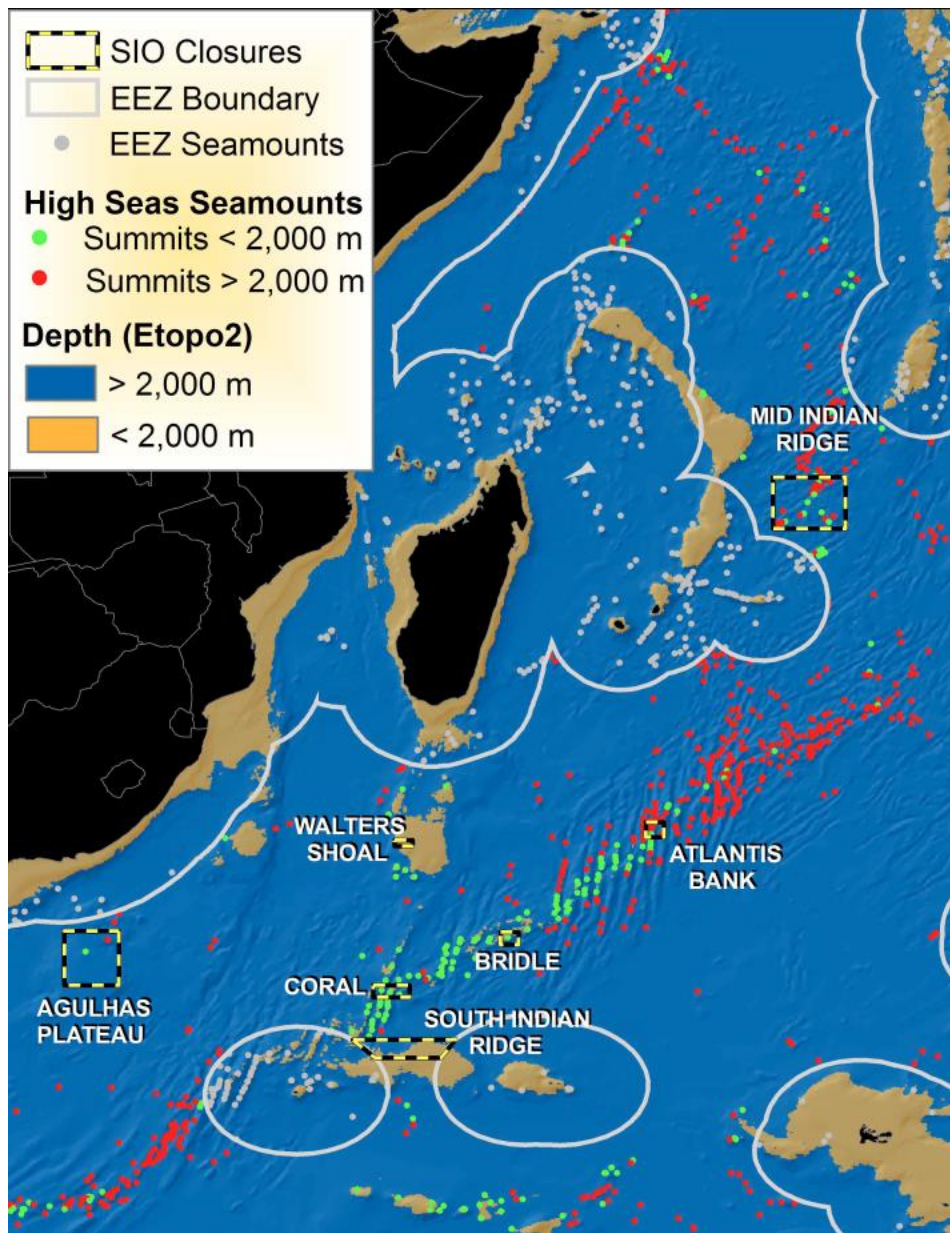 SIO Closures
EEZ Boundary
EEZ Seamounts
High Seas Seamounts
Summits < 2,000 m
Summits > 2,000 m
Depth (Etopo2)
> 2,000 m
< 2,000 m
MID INDIAN
RIDGE
WALTERS
SHOAL
ATLANTIS
BANK
BRIDLE
CORAL
AGULHAS
PLATEAU
SOUTH INDIAN
RIDGE